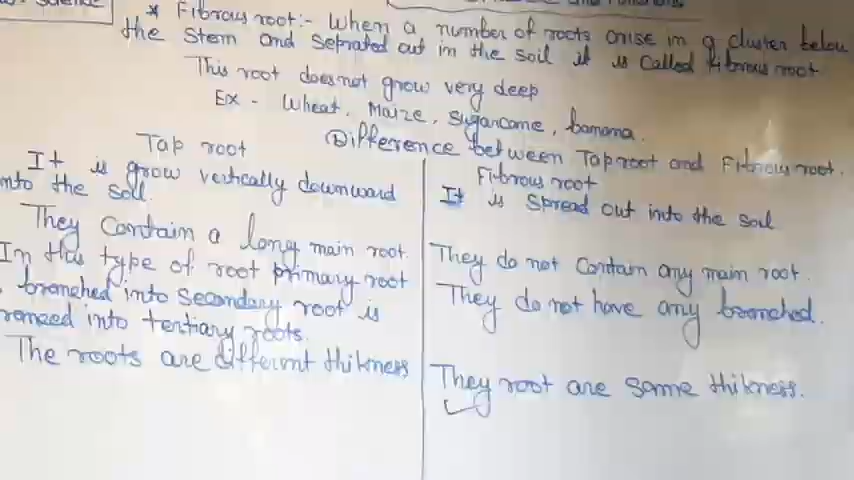 Science
* Fibrous root:- When a number of roots arise in a cluster below
the stem and seprated out in the soil it is called fibrous root.
This root does not grow very deep
Ex - Wheat, Maize, Sugarcane, banana.
Difference between Taproot and Fibrous root.
Tap root
It is grow vertically downward
into the soil.
They Contain a long main root.
In this type of root primary root
branched into secondary root is
into tertiary roots.
The roots are different thikness
Fibrous root
It is Spread out into the soil
They do not contain any main root.
They do not have any branched.
They root are same thikness.